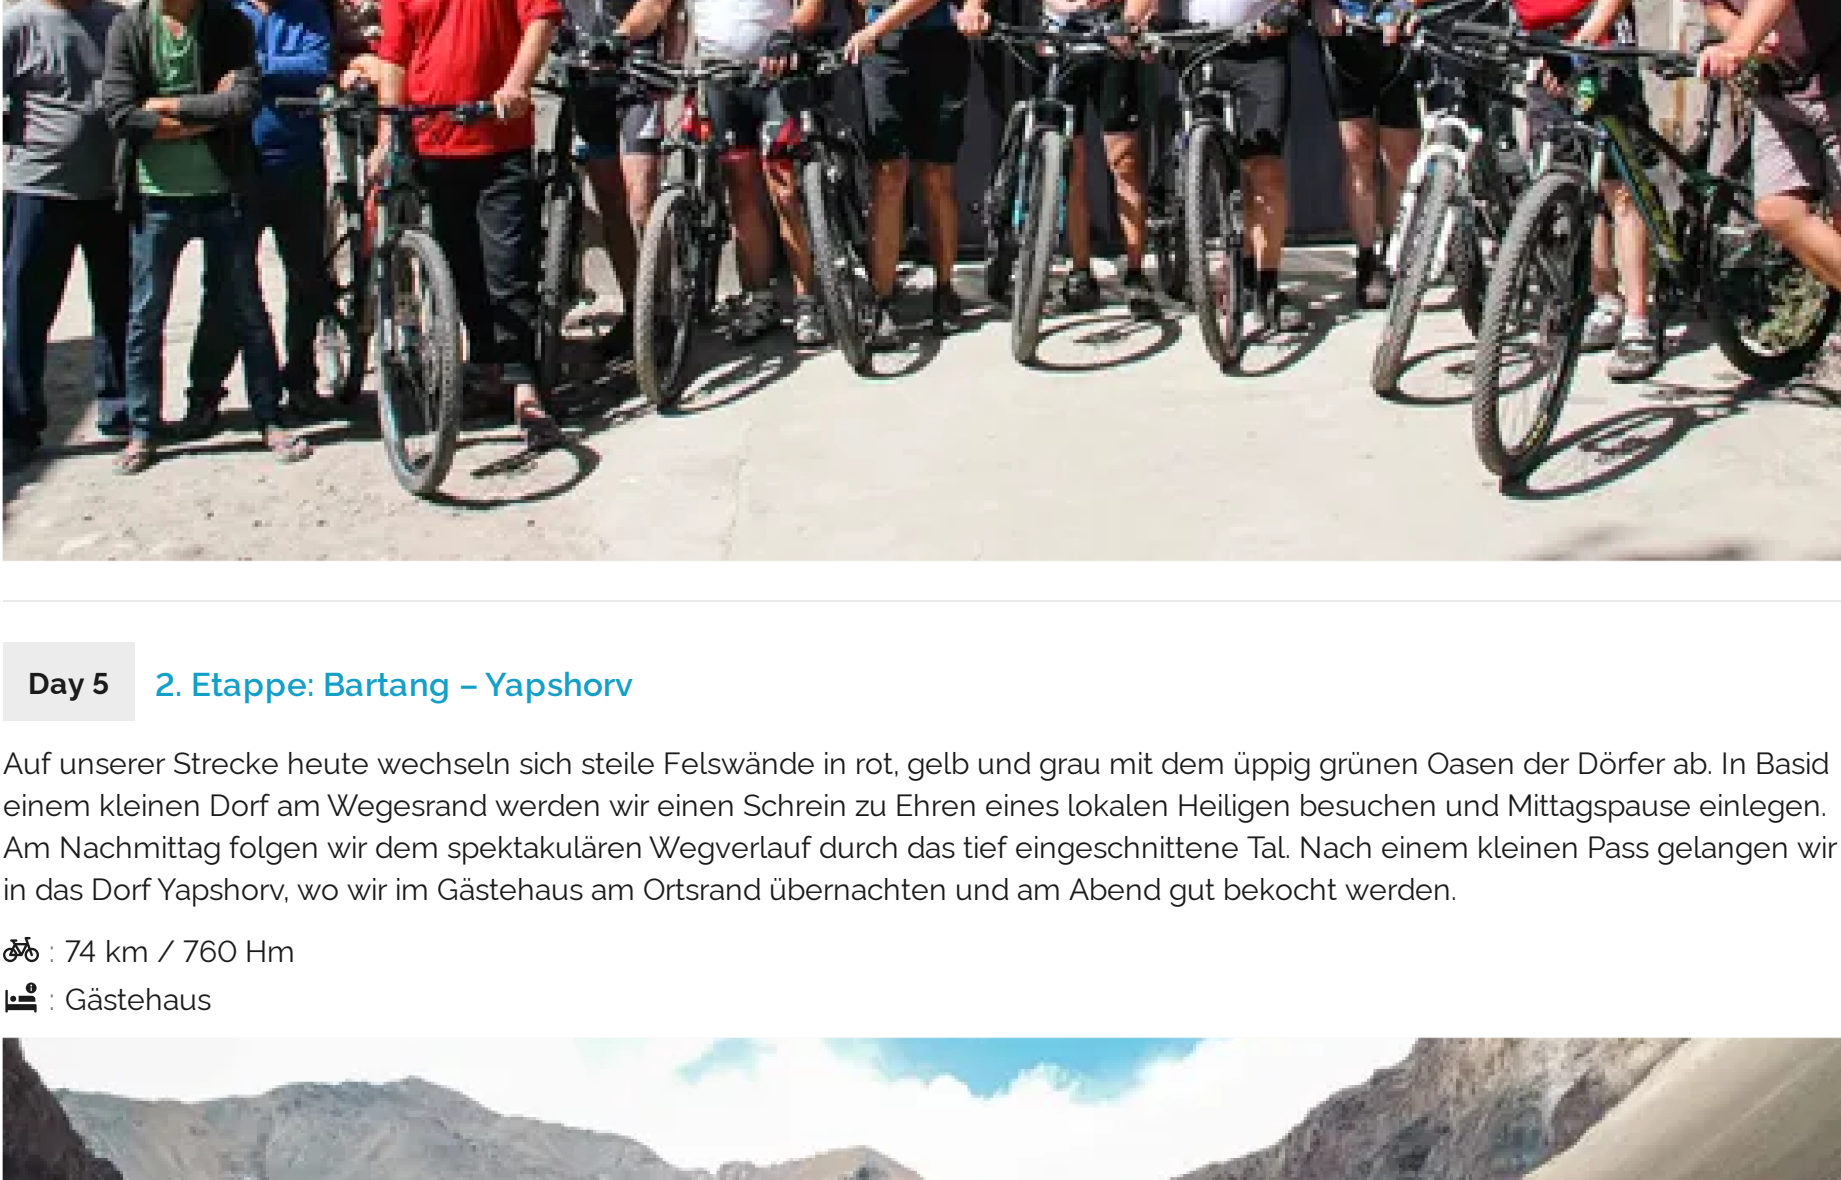 Day 5
2. Etappe: Bartang – Yapshorv
Auf unserer Strecke heute wechseln sich steile Felswände in rot, gelb und grau mit dem üppig grünen Oasen der Dörfer ab. In Basid
einem kleinen Dorf am Wegesrand werden wir einen Schrein zu Ehren eines lokalen Heiligen besuchen und Mittagspause einlegen.
Am Nachmittag folgen wir dem spektakulären Wegverlauf durch das tief eingeschnittene Tal. Nach einem kleinen Pass gelangen wir
in das Dorf Yapshorv, wo wir im Gästehaus am Ortsrand übernachten und am Abend gut bekocht werden.
: 74 km / 760 Hm
: Gästehaus